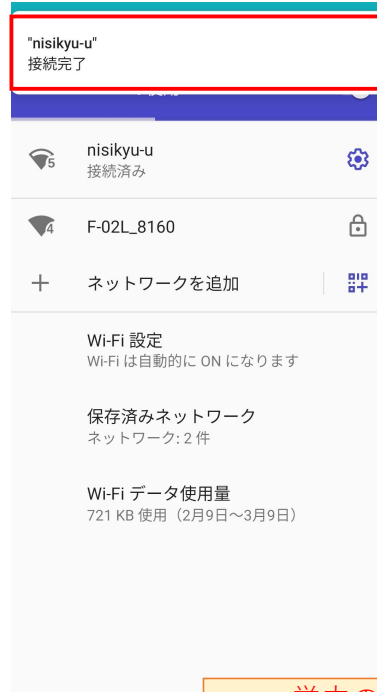 "nisikyu-u"
接続完了
5
nisikyu-u
接続済み
4
F-02L_8160
ネットワークを追加
Wi-Fi 設定
Wi-Fi は自動的に ON になります
保存済みネットワーク
ネットワーク: 2 件
Wi-Fi データ使用量
721 KB 使用（2月9日～3月9日）